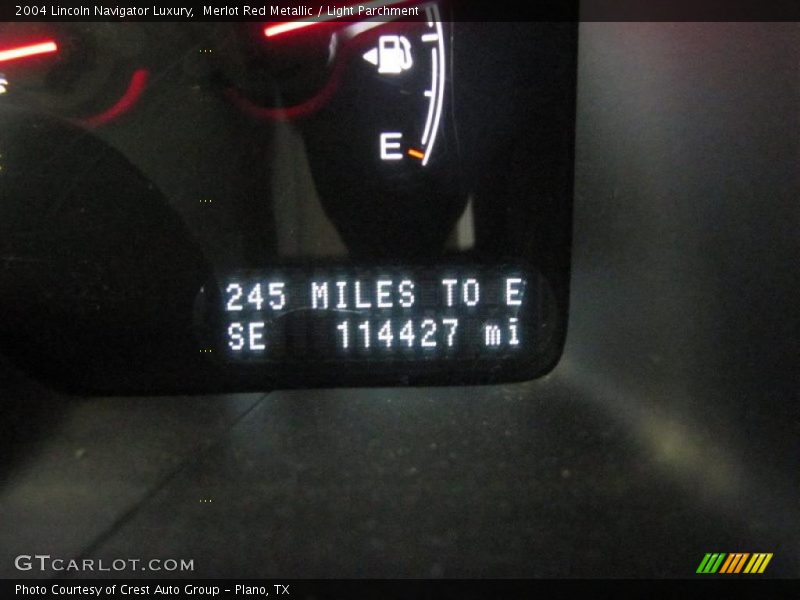 2004 Lincoln Navigator Luxury,  Merlot Red Metallic / Light Parchment
E
245 MILES TO E
SE 114427 mi
GTCARLOT.COM
Photo Courtesy of Crest Auto Group - Plano, TX